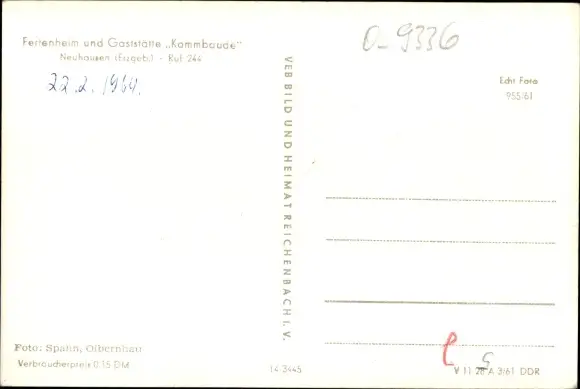 Ferienheim und Gaststätte „Kammbaude"
Neuhausen (Erzgeb.) - Ruf 244
22.2.1964.
O-9336
Echt Foto
955/61
VEB BILD UND HEIMAT REICHENBACH I. V.
Foto: Spahn, Olbernhau
Verbraucherpreis 0.15 DM
14-3445
V 11 28 A 3/61 DDR